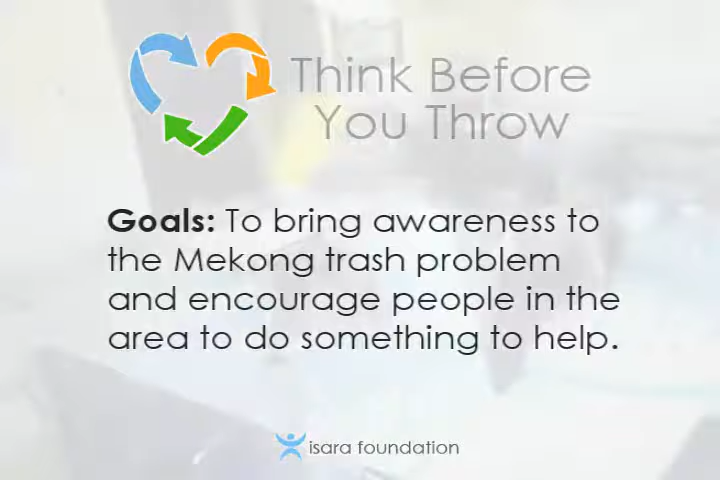 Think Before
You Throw
Goals: To bring awareness to
the Mekong trash problem
and encourage people in the
area to do something to help.
isara foundation